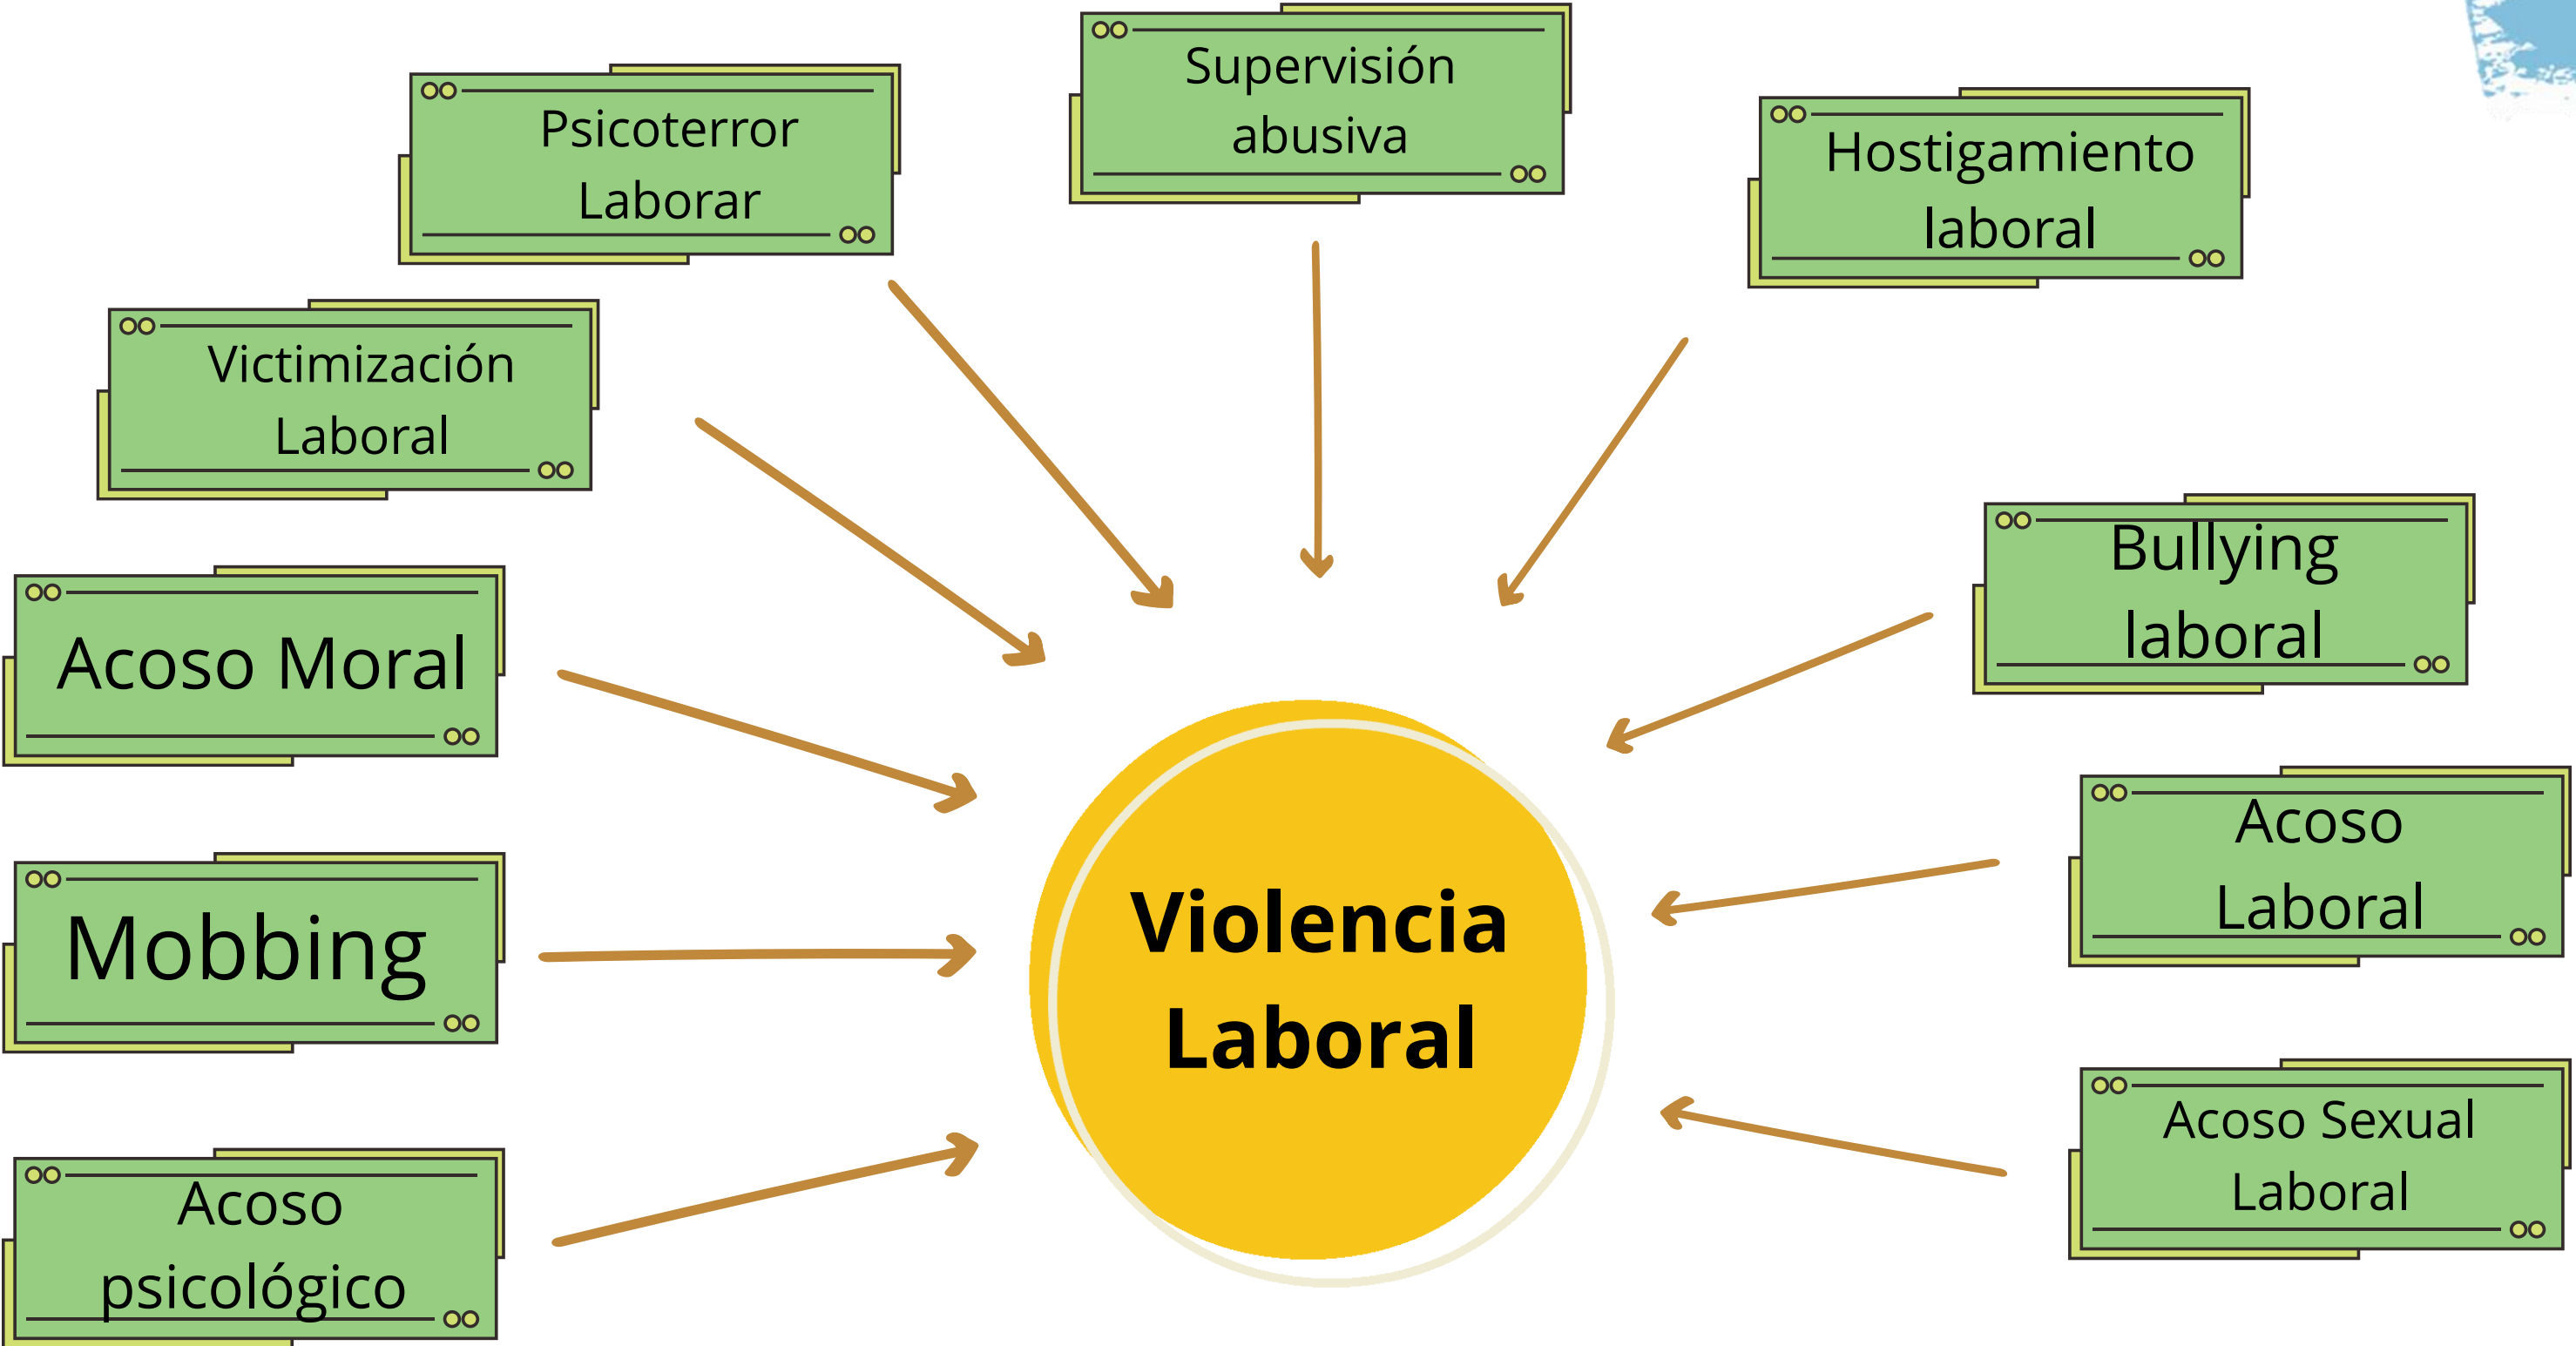 Supervisión
abusiva
Psicoterror
Laborar
Hostigamiento
laboral
Victimización
Laboral
Bullying
laboral
Acoso Moral
Acoso
Laboral
Mobbing
Violencia
Laboral
Acoso Sexual
Laboral
Acoso
psicológico